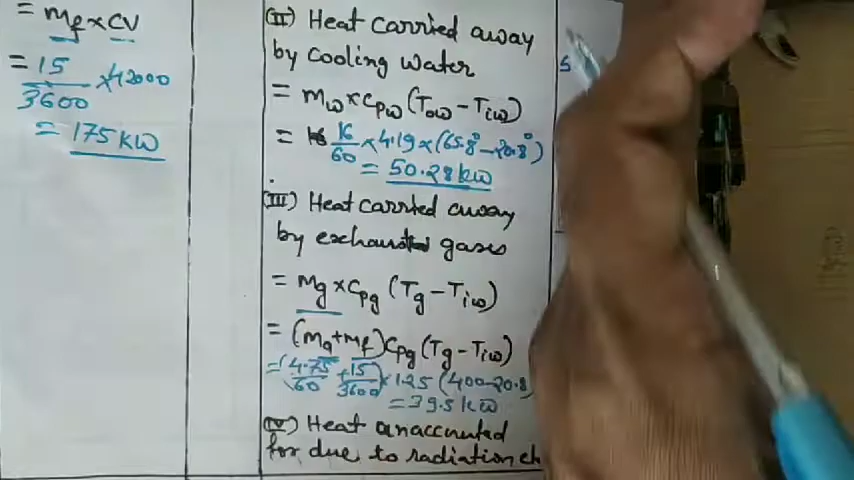 = mf×CV
= 15/3600 ×42000
= 175 kW
(II) Heat carried away
by cooling water
= mw×Cpw(Tow-Tiw)
= 16/60 ×4.19×(65.8°-20.8°)
= 50.28 kW
(III) Heat carried away
by exhaust gases
= mg×Cpg (Tg-Tiw)
= (ma+mf)Cpg(Tg-Tiw)
=(4.75/60 + 15/3600)×1.25 (400-20.8
=39.5 kW
(IV) Heat unaccunted
for due to radiation
5